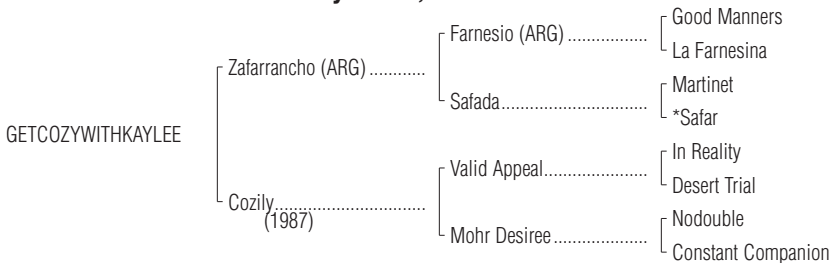 Good Manners
Farnesio (ARG) ..................
La Farnesina
Zafarrancho (ARG) ............
Martinet
Safada.................................
*Safar
GETCOZYWITHKAYLEE
In Reality
Valid Appeal.......................
Desert Trial
Cozily..................................
(1987)
Nodouble
Mohr Desiree .....................
Constant Companion